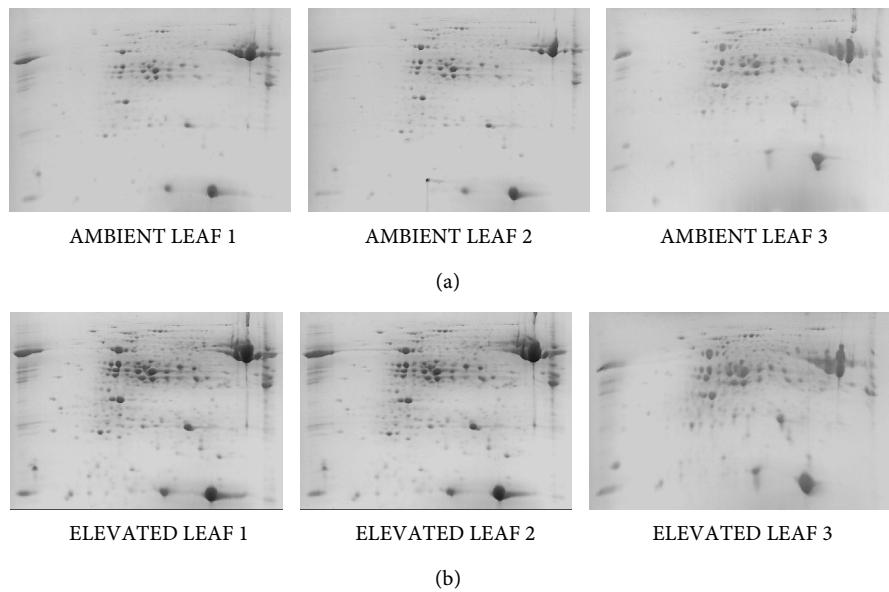 AMBIENT LEAF 1
AMBIENT LEAF 2
AMBIENT LEAF 3
(a)
ELEVATED LEAF 1
ELEVATED LEAF 2
ELEVATED LEAF 3
(b)